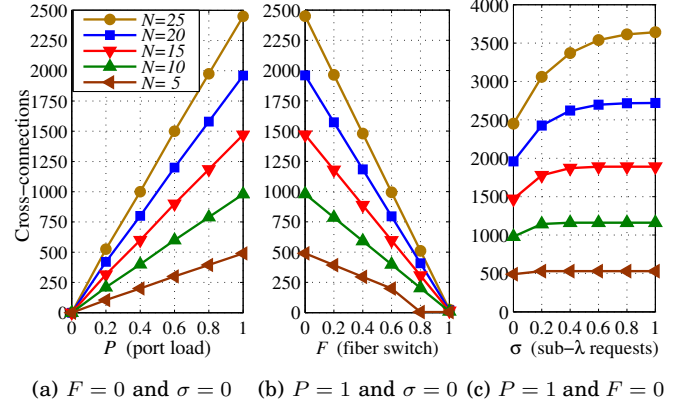 Cross−connections
2500
2250
2000
1750
1500
1250
1000
750
500
250
0
N=25
N=20
N=15
N=10
N= 5
0 0.2 0.4 0.6 0.8 1
P (port load)
(a) F = 0 and σ = 0
2500
2250
2000
1750
1500
1250
1000
750
500
250
0
0 0.2 0.4 0.6 0.8 1
F (fiber switch)
(b) P = 1 and σ = 0
4000
3500
3000
2500
2000
1500
1000
500
0
0 0.2 0.4 0.6 0.8 1
σ (sub−λ requests)
(c) P = 1 and F = 0